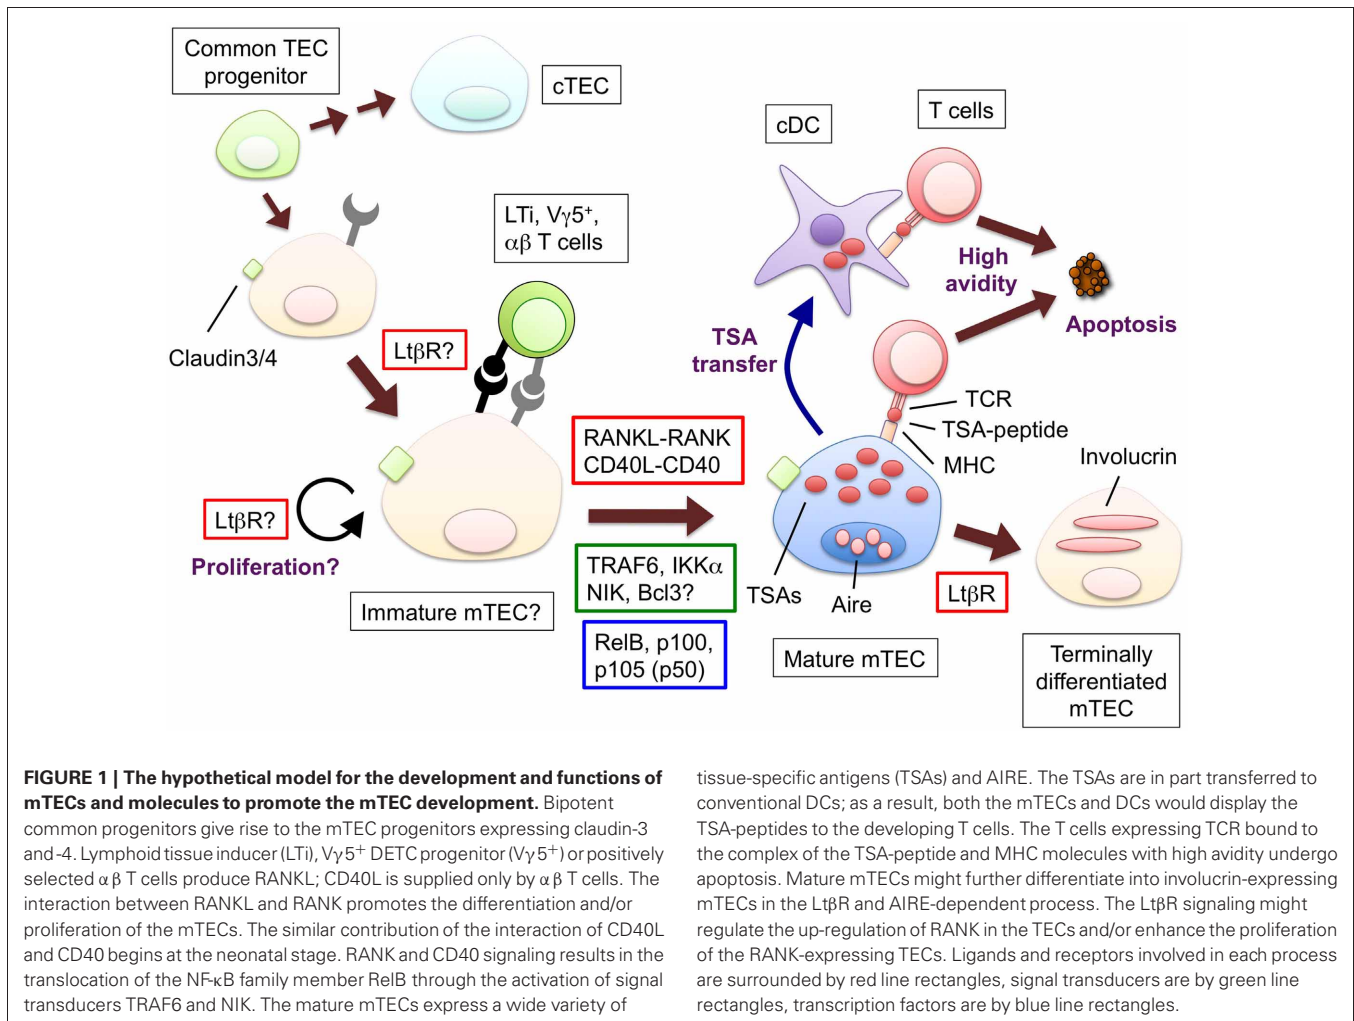 Common TEC
progenitor
cTEC
cDC
T cells
LTi, Vγ5⁺,
αβ T cells
High
avidity
Apoptosis
Claudin3/4
LtβR?
TSA
transfer
TCR
TSA-peptide
MHC
RANKL-RANK
CD40L-CD40
Involucrin
LtβR?
Proliferation?
TRAF6, IKKα
NIK, Bcl3?
TSAs
Aire
LtβR
Immature mTEC?
RelB, p100,
p105 (p50)
Mature mTEC
Terminally
differentiated
mTEC
FIGURE 1 | The hypothetical model for the development and functions of
mTECs and molecules to promote the mTEC development. Bipotent
common progenitors give rise to the mTEC progenitors expressing claudin-3
and -4. Lymphoid tissue inducer (LTi), Vγ5⁺ DETC progenitor (Vγ5⁺) or positively
selected αβ T cells produce RANKL; CD40L is supplied only by αβ T cells. The
interaction between RANKL and RANK promotes the differentiation and/or
proliferation of the mTECs. The similar contribution of the interaction of CD40L
and CD40 begins at the neonatal stage. RANK and CD40 signaling results in the
translocation of the NF-κB family member RelB through the activation of signal
transducers TRAF6 and NIK. The mature mTECs express a wide variety of
tissue-specific antigens (TSAs) and AIRE. The TSAs are in part transferred to
conventional DCs; as a result, both the mTECs and DCs would display the
TSA-peptides to the developing T cells. The T cells expressing TCR bound to
the complex of the TSA-peptide and MHC molecules with high avidity undergo
apoptosis. Mature mTECs might further differentiate into involucrin-expressing
mTECs in the LtβR and AIRE-dependent process. The LtβR signaling might
regulate the up-regulation of RANK in the TECs and/or enhance the proliferation
of the RANK-expressing TECs. Ligands and receptors involved in each process
are surrounded by red line rectangles, signal transducers are by green line
rectangles, transcription factors are by blue line rectangles.